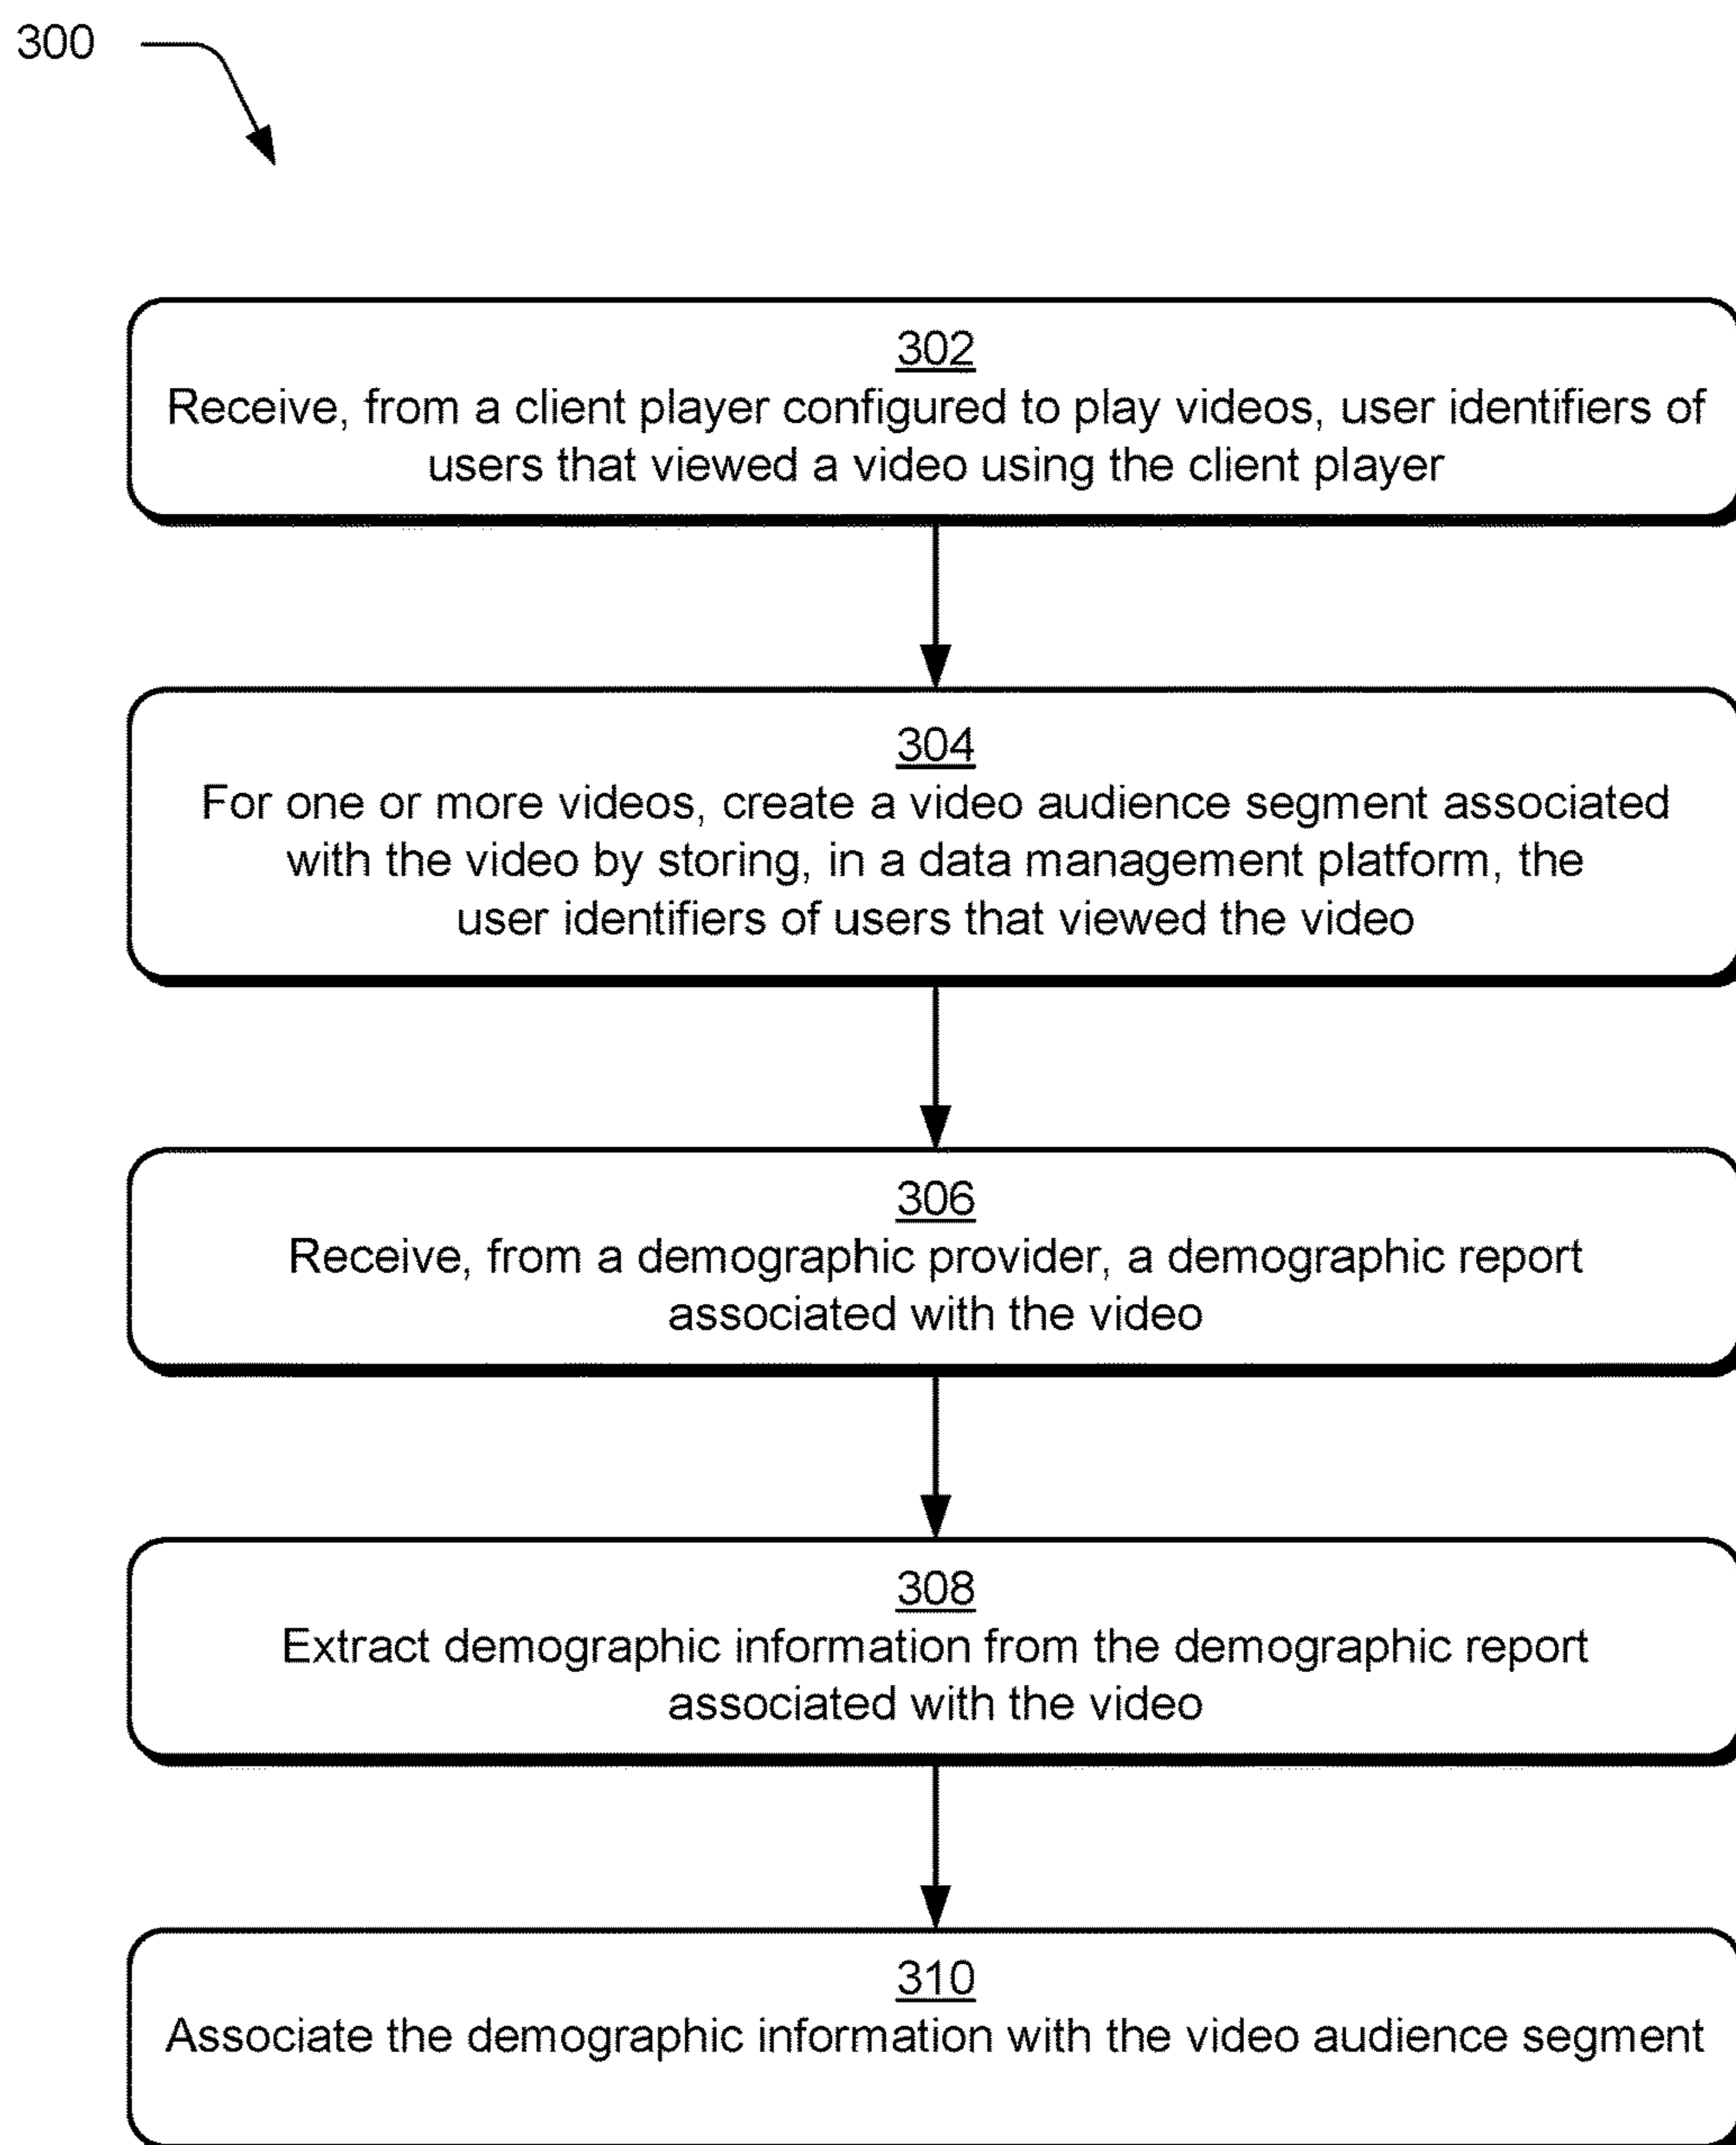 300
302
Receive, from a client player configured to play videos, user identifiers of
users that viewed a video using the client player
304
For one or more videos, create a video audience segment associated
with the video by storing, in a data management platform, the
user identifiers of users that viewed the video
306
Receive, from a demographic provider, a demographic report
associated with the video
308
Extract demographic information from the demographic report
associated with the video
310
Associate the demographic information with the video audience segment